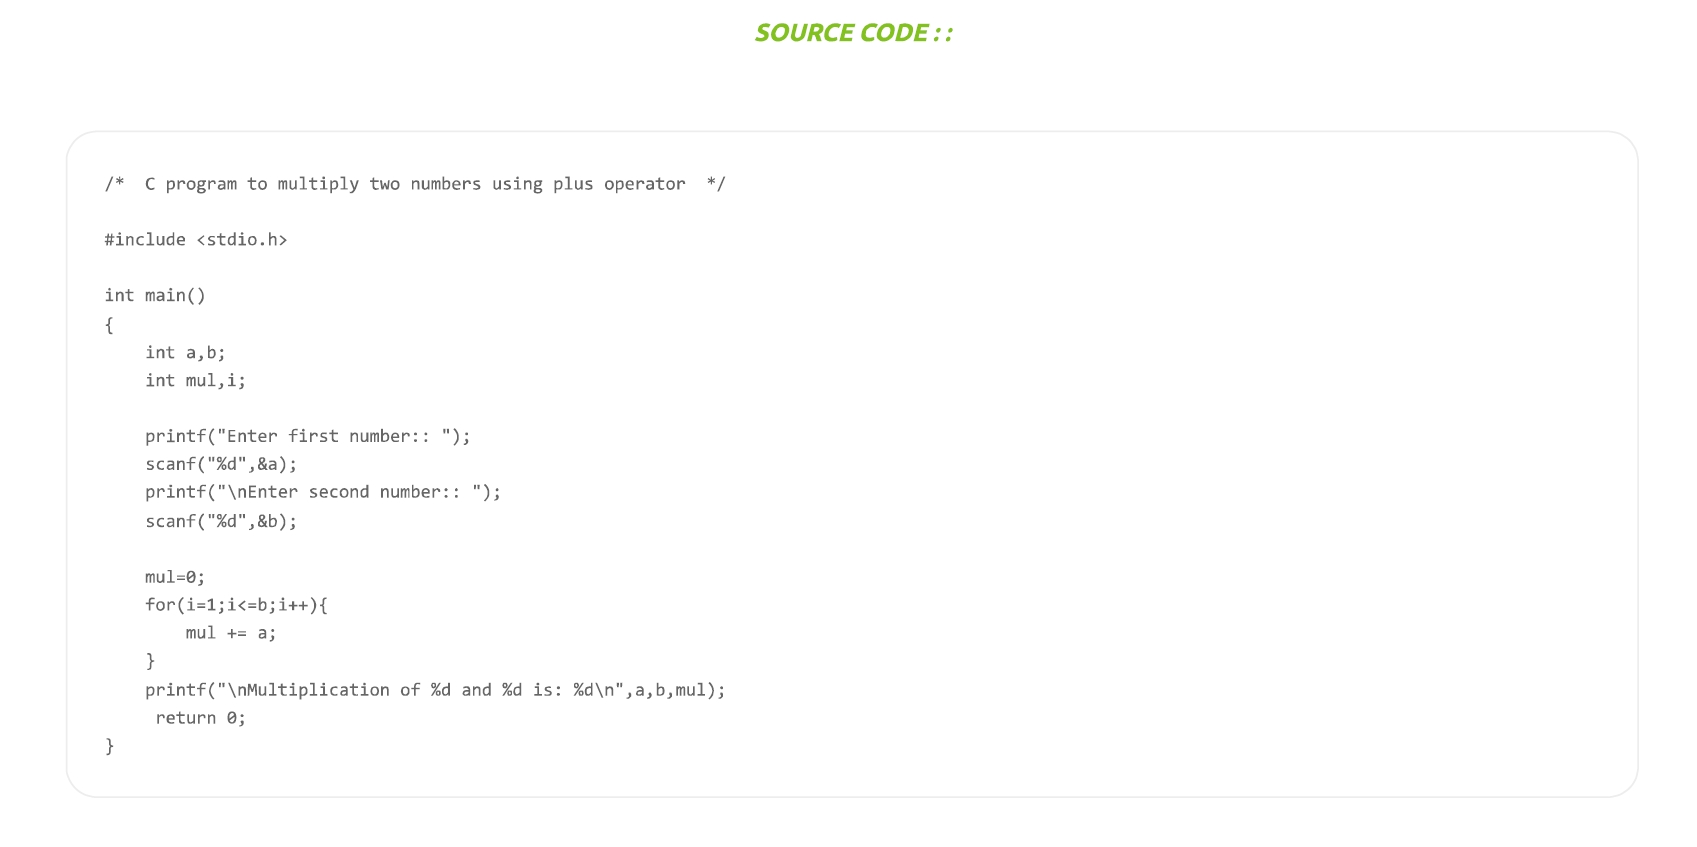 SOURCE CODE : :
/*  C program to multiply two numbers using plus operator  */
#include <stdio.h>
int main()
{
    int a,b;
    int mul,i;
    printf("Enter first number:: ");
    scanf("%d",&a);
    printf("\nEnter second number:: ");
    scanf("%d",&b);
    mul=0;
    for(i=1;i<=b;i++){
        mul += a;
    }
    printf("\nMultiplication of %d and %d is: %d\n",a,b,mul);
     return 0;
}